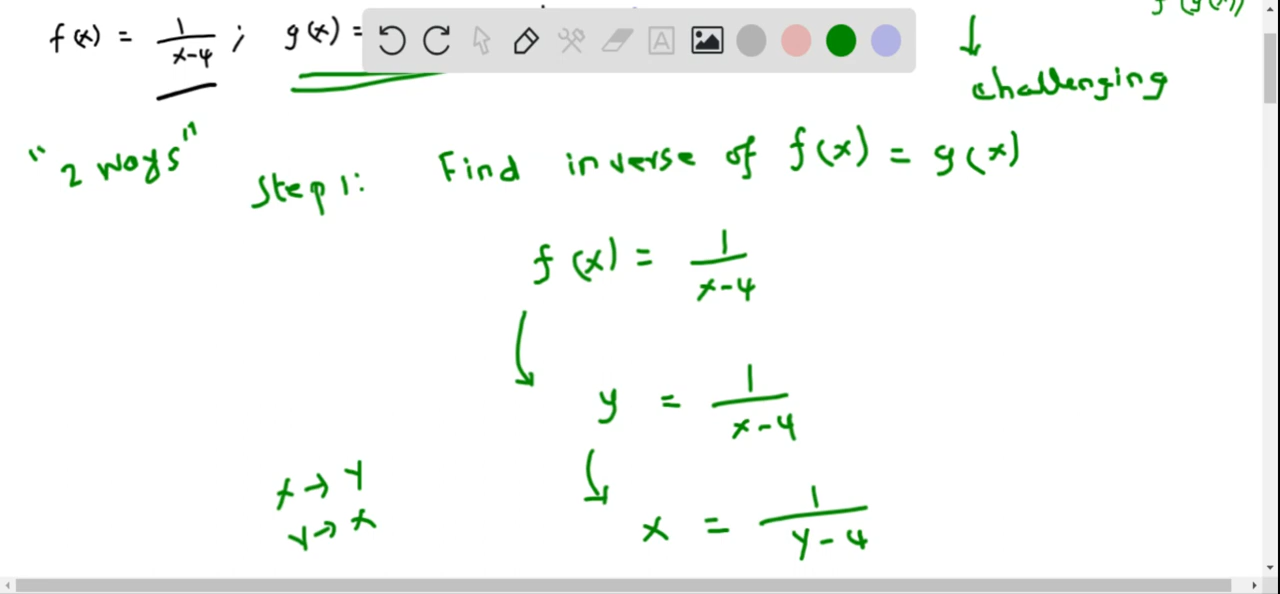 f(x) = 1/(x-4) ; g(x) =
f(g(x))
challenging
"2 ways"
Step 1: Find inverse of f(x) = g(x)
f(x) = 1/(x-4)
y = 1/(x-4)
x → y
y → x
x = 1/(y-4)